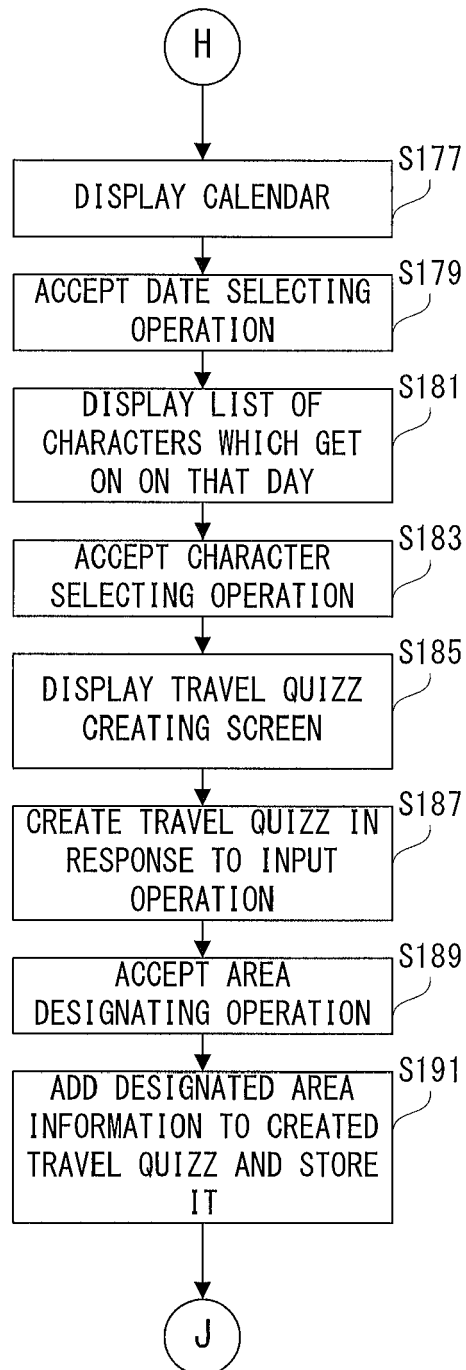 H
S177
DISPLAY CALENDAR
S179
ACCEPT DATE SELECTING
OPERATION
S181
DISPLAY LIST OF
CHARACTERS WHICH GET
ON ON THAT DAY
S183
ACCEPT CHARACTER
SELECTING OPERATION
S185
DISPLAY TRAVEL QUIZZ
CREATING SCREEN
S187
CREATE TRAVEL QUIZZ IN
RESPONSE TO INPUT
OPERATION
S189
ACCEPT AREA
DESIGNATING OPERATION
S191
ADD DESIGNATED AREA
INFORMATION TO CREATED
TRAVEL QUIZZ AND STORE
IT
J